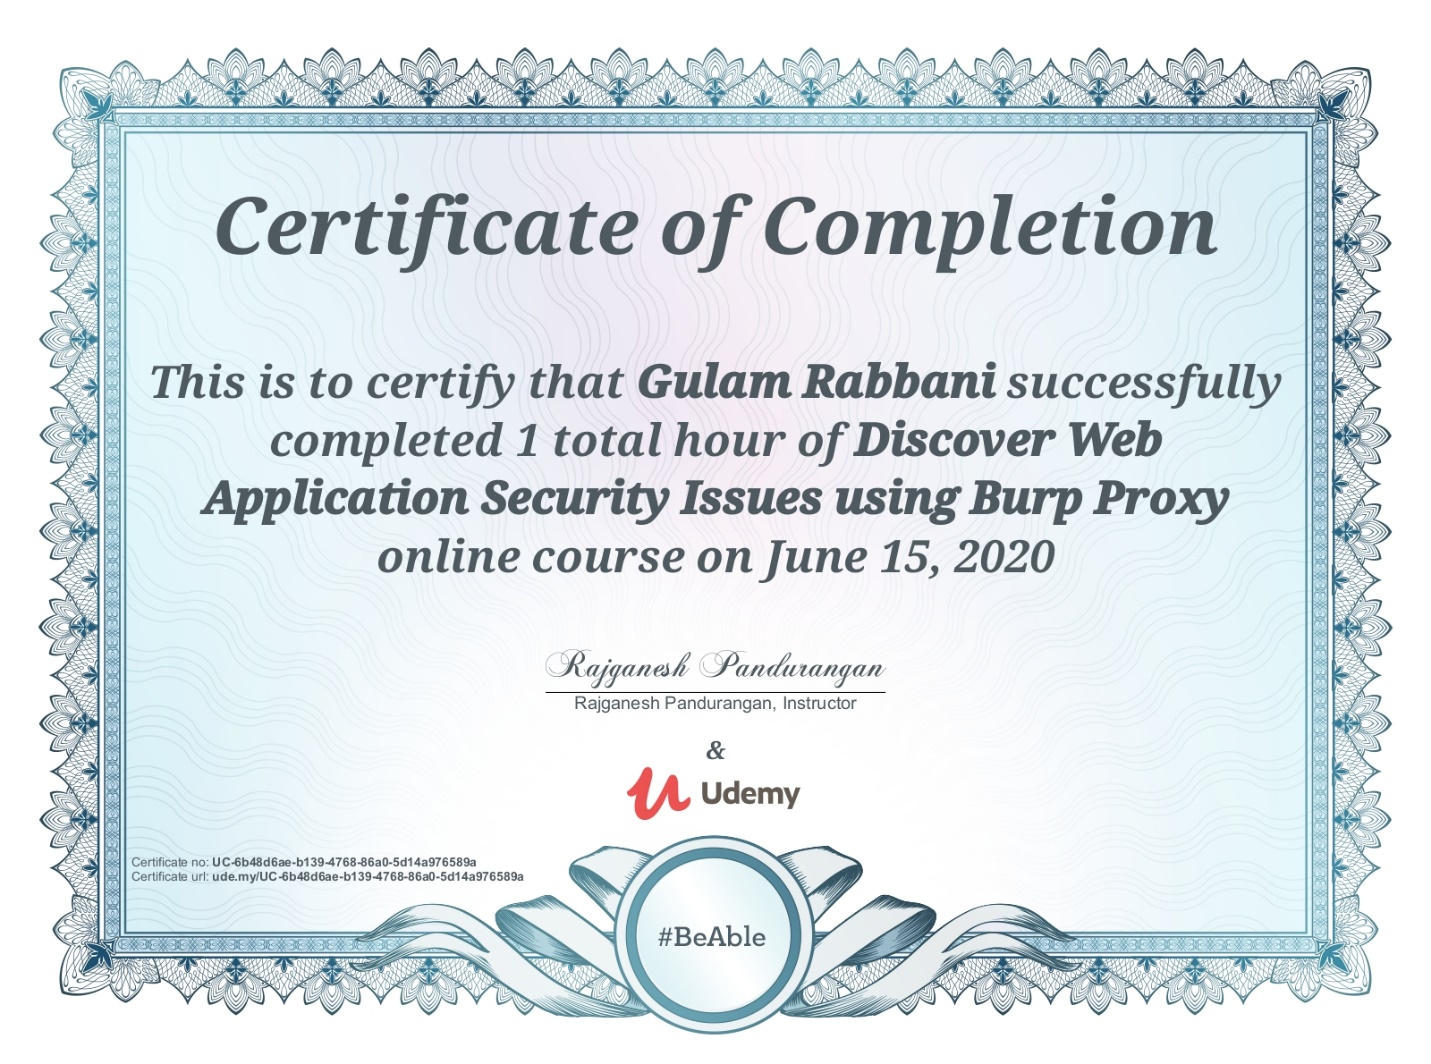 Certificate of Completion
This is to certify that Gulam Rabbani successfully
completed 1 total hour of Discover Web
Application Security Issues using Burp Proxy
online course on June 15, 2020
Rajganesh Pandurangan
Rajganesh Pandurangan, Instructor
&
Udemy
Certificate no: UC-6b48d6ae-b139-4768-86a0-5d14a976589a
Certificate url: ude.my/UC-6b48d6ae-b139-4768-86a0-5d14a976589a
#BeAble